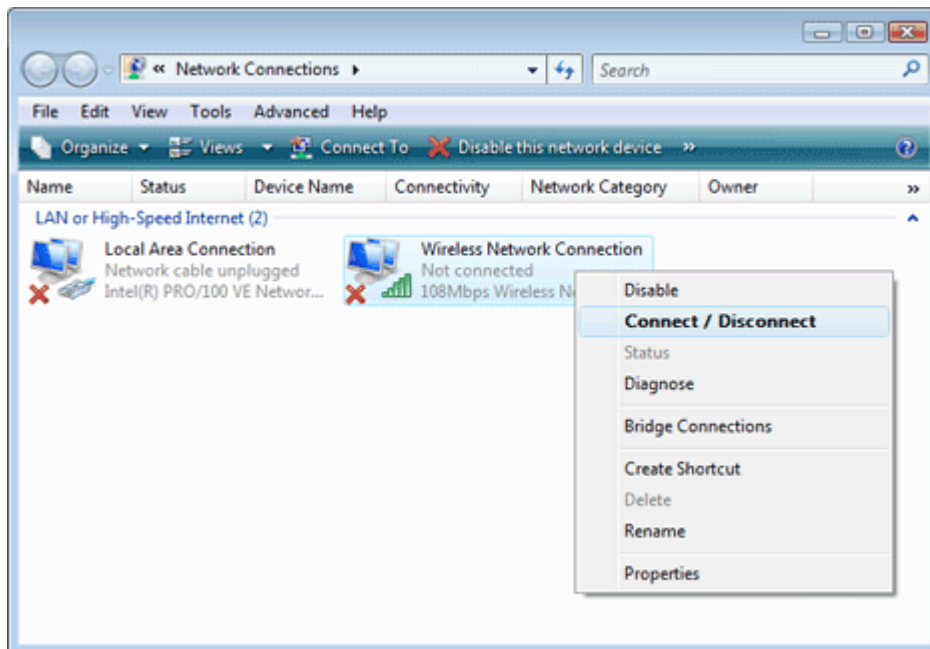 « Network Connections
Search
File Edit View Tools Advanced Help
Organize Views Connect To Disable this network device »
Name Status Device Name Connectivity Network Category Owner »
LAN or High-Speed Internet (2)
Local Area Connection
Network cable unplugged
Intel(R) PRO/100 VE Networ...
Wireless Network Connection
Not connected
108Mbps Wireless
Disable
Connect / Disconnect
Status
Diagnose
Bridge Connections
Create Shortcut
Delete
Rename
Properties